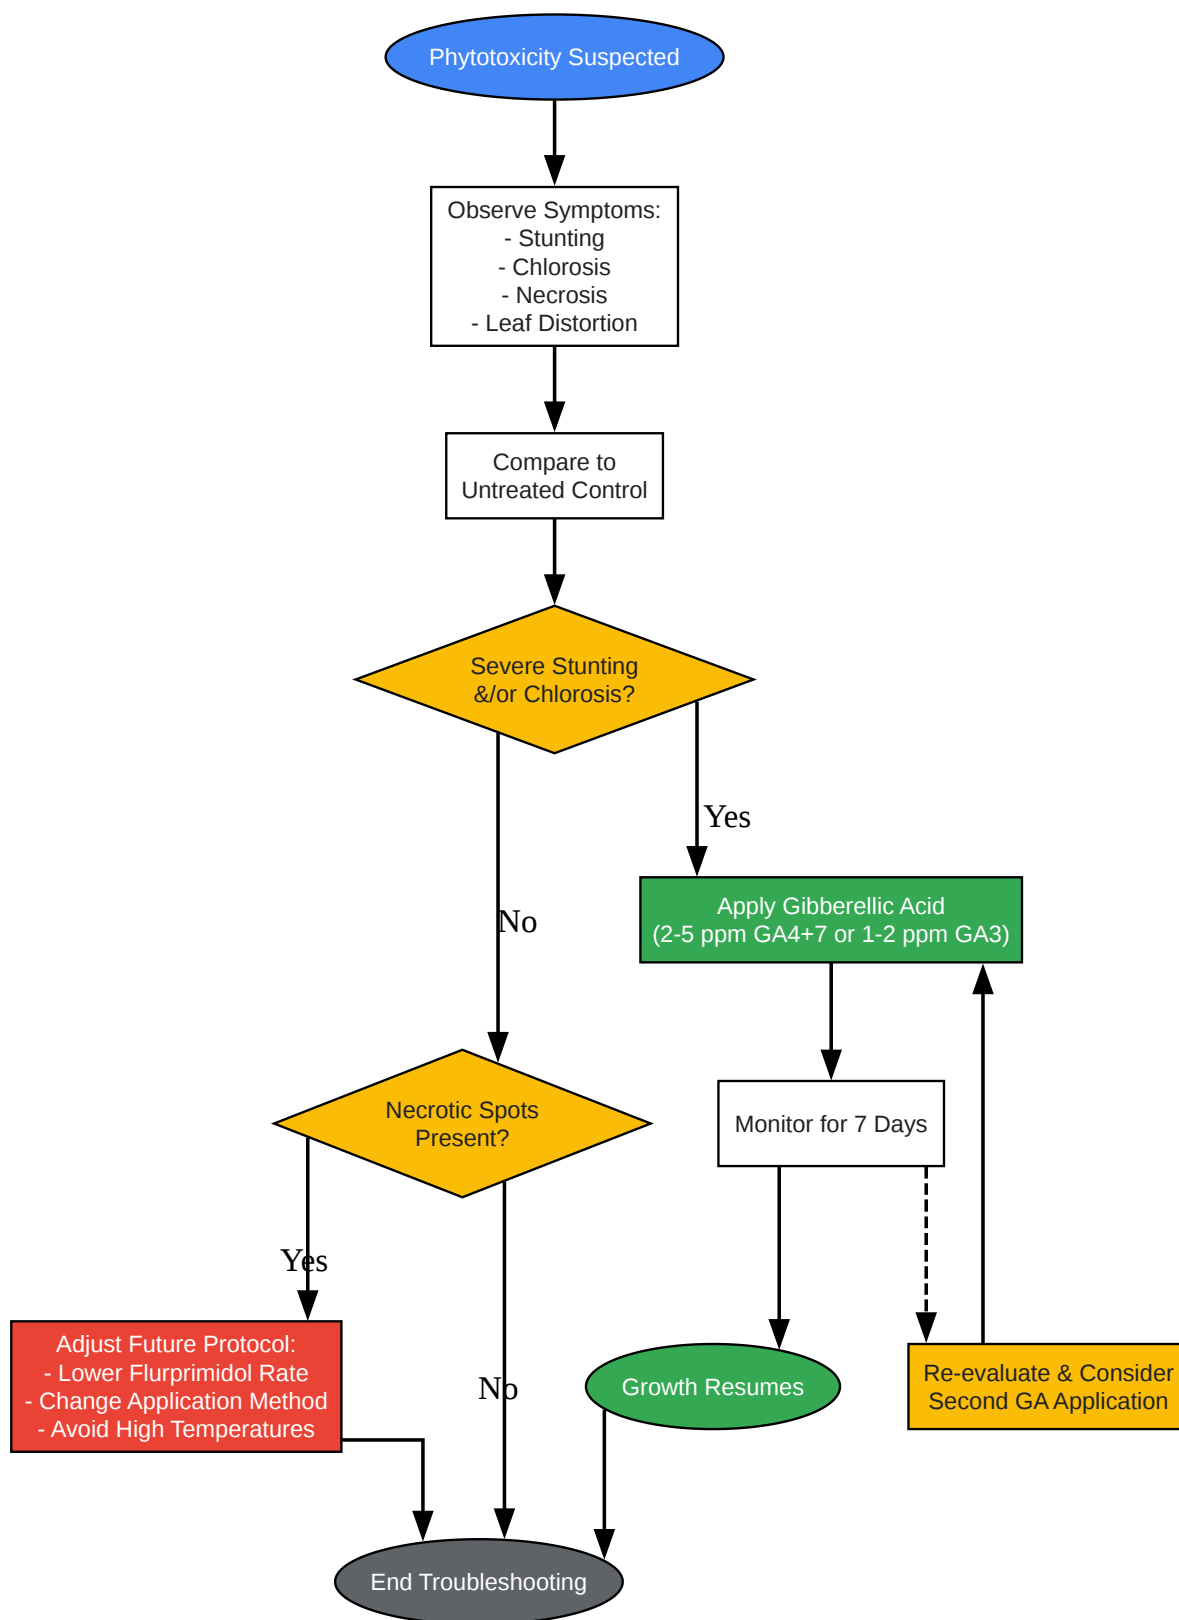 Phytotoxicity Suspected
Observe Symptoms:
- Stunting
- Chlorosis
- Necrosis
- Leaf Distortion
Compare to
Untreated Control
Severe Stunting
&/or Chlorosis?
Yes
No
Apply Gibberellic Acid
(2-5 ppm GA4+7 or 1-2 ppm GA3)
Necrotic Spots
Present?
Monitor for 7 Days
Yes
No
Adjust Future Protocol:
- Lower Flurprimidol Rate
- Change Application Method
- Avoid High Temperatures
Growth Resumes
Re-evaluate & Consider
Second GA Application
End Troubleshooting